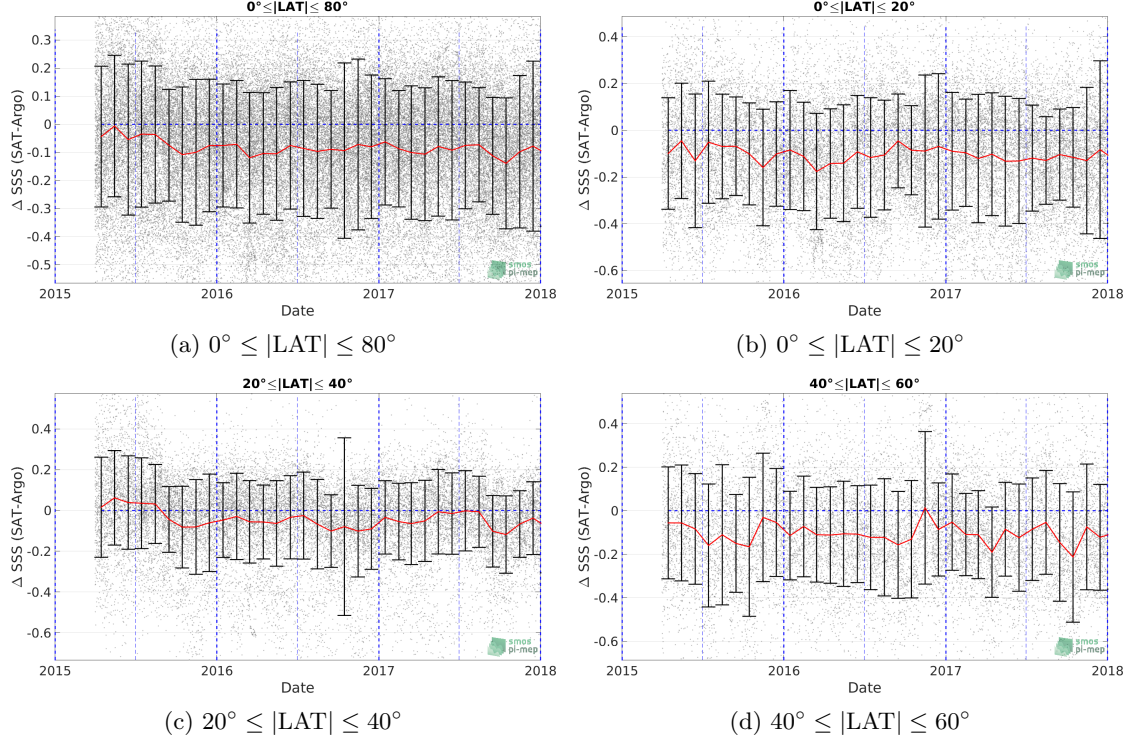 0°≤|LAT|≤ 80°
Δ SSS (SAT-Argo)
0.3
0.2
0.1
0
-0.1
-0.2
-0.3
-0.4
-0.5
smos
pi-mep
2015 2016 2017 2018
Date
(a) 0° ≤ |LAT| ≤ 80°
0°≤|LAT|≤ 20°
Δ SSS (SAT-Argo)
0.4
0.2
0
-0.2
-0.4
-0.6
smos
pi-mep
2015 2016 2017 2018
Date
(b) 0° ≤ |LAT| ≤ 20°
20°≤|LAT|≤ 40°
Δ SSS (SAT-Argo)
0.4
0.2
0
-0.2
-0.4
-0.6
smos
pi-mep
2015 2016 2017 2018
Date
(c) 20° ≤ |LAT| ≤ 40°
40°≤|LAT|≤ 60°
Δ SSS (SAT-Argo)
0.4
0.2
0
-0.2
-0.4
-0.6
smos
pi-mep
2015 2016 2017 2018
Date
(d) 40° ≤ |LAT| ≤ 60°